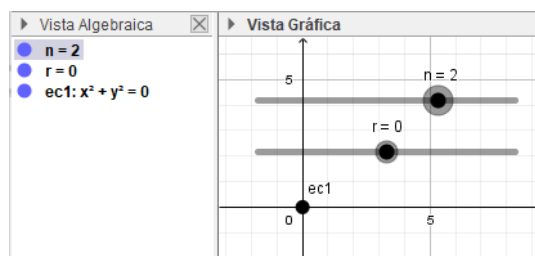 Vista Algebraica
n = 2
r = 0
ec1: x² + y² = 0
Vista Gráfica
5
n = 2
r = 0
ec1
0
5